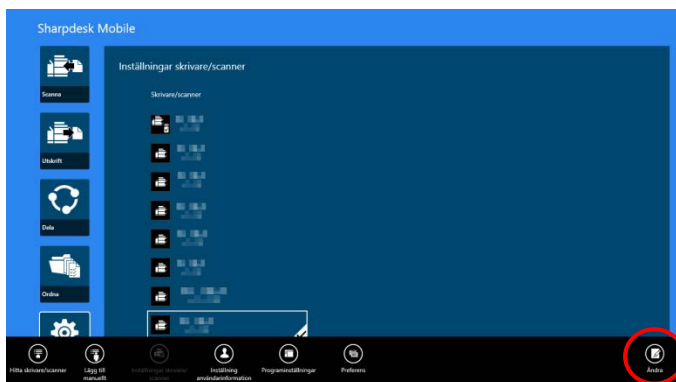 Sharpdesk Mobile
Inställningar skrivare/scanner
Skrivare/scanner
Scanna
Utskrift
Dela
Ordna
Hitta skrivare/scanner
Lägg till
manuellt
Inställningar skrivare/
scanner
Inställning
användarinformation
Programinställningar
Preferens
Ändra